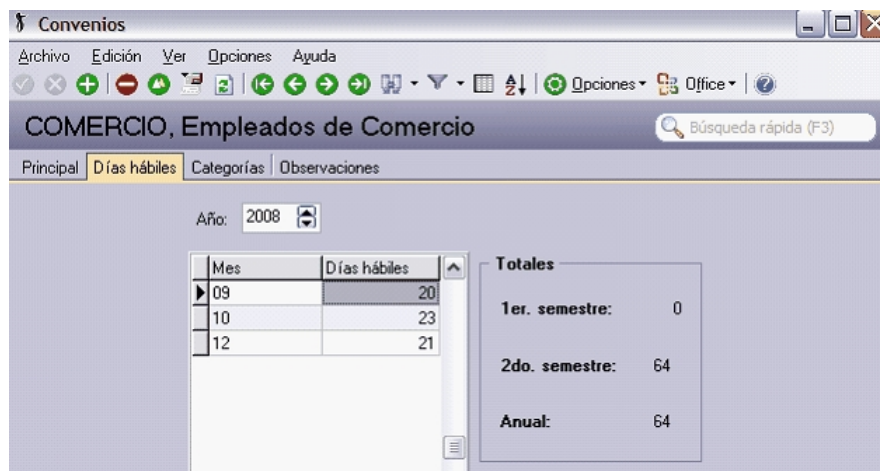 Convenios
Archivo Edición Ver Opciones Ayuda
Opciones Office
COMERCIO, Empleados de Comercio
Búsqueda rápida (F3)
Principal Días hábiles Categorías Observaciones
Año: 2008
Mes Días hábiles
09 20
10 23
12 21
Totales
1er. semestre: 0
2do. semestre: 64
Anual: 64